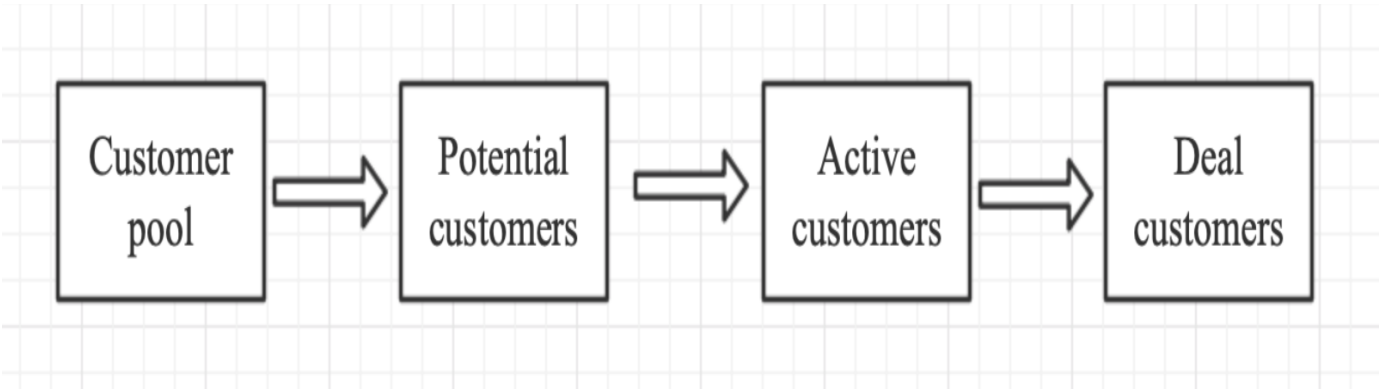 Customer
pool
Potential
customers
Active
customers
Deal
customers